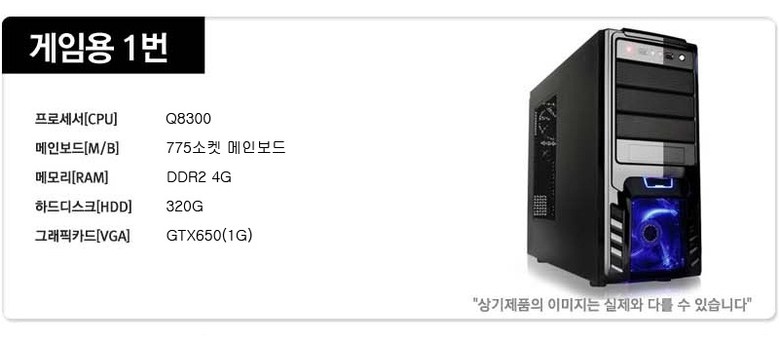 게임용 1번
프로세서[CPU] Q8300
메인보드[M/B] 775소켓 메인보드
메모리[RAM] DDR2 4G
하드디스크[HDD] 320G
그래픽카드[VGA] GTX650(1G)
"상기제품의 이미지는 실제와 다를 수 있습니다"